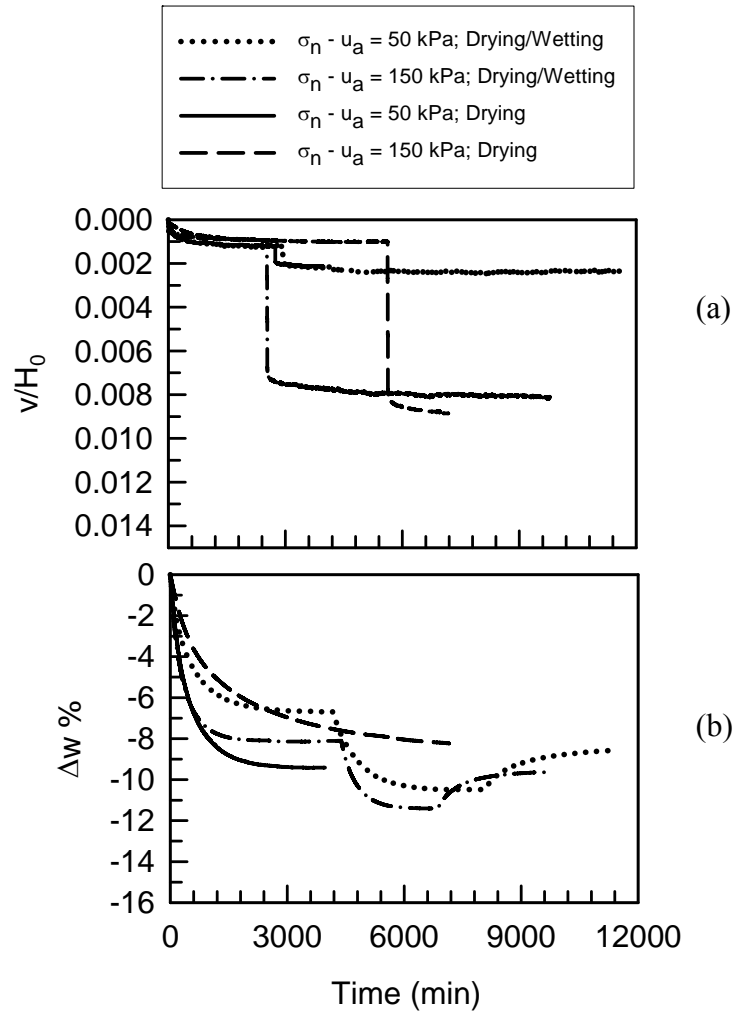 σn - ua = 50 kPa; Drying/Wetting
σn - ua = 150 kPa; Drying/Wetting
σn - ua = 50 kPa; Drying
σn - ua = 150 kPa; Drying
0.000
0.002
0.004
0.006
0.008
0.010
0.012
0.014
v/H0
(a)
0
-2
-4
-6
-8
-10
-12
-14
-16
Δw %
(b)
0 3000 6000 9000 12000
Time (min)